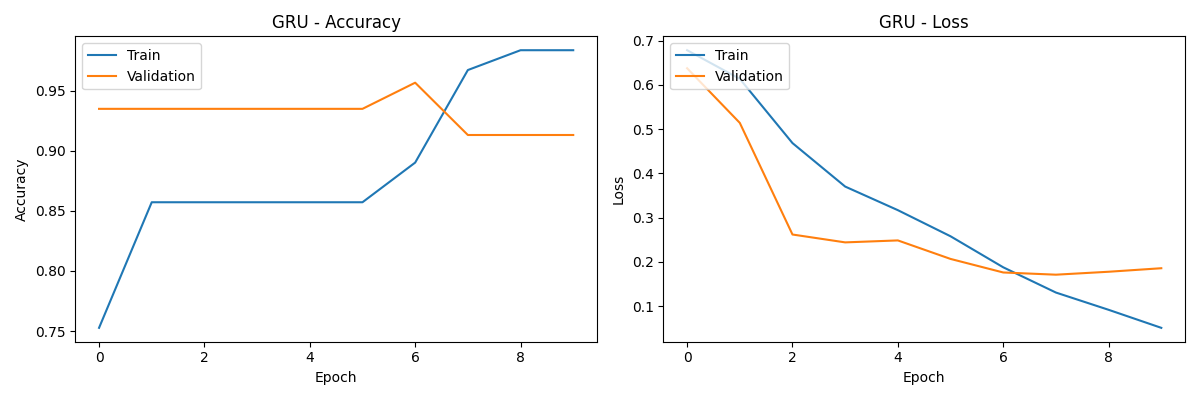 GRU - Accuracy
Train
Validation
0.95
0.90
0.85
0.80
0.75
Accuracy
0 2 4 6 8
Epoch
GRU - Loss
Train
Validation
0.7
0.6
0.5
0.4
0.3
0.2
0.1
Loss
0 2 4 6 8
Epoch